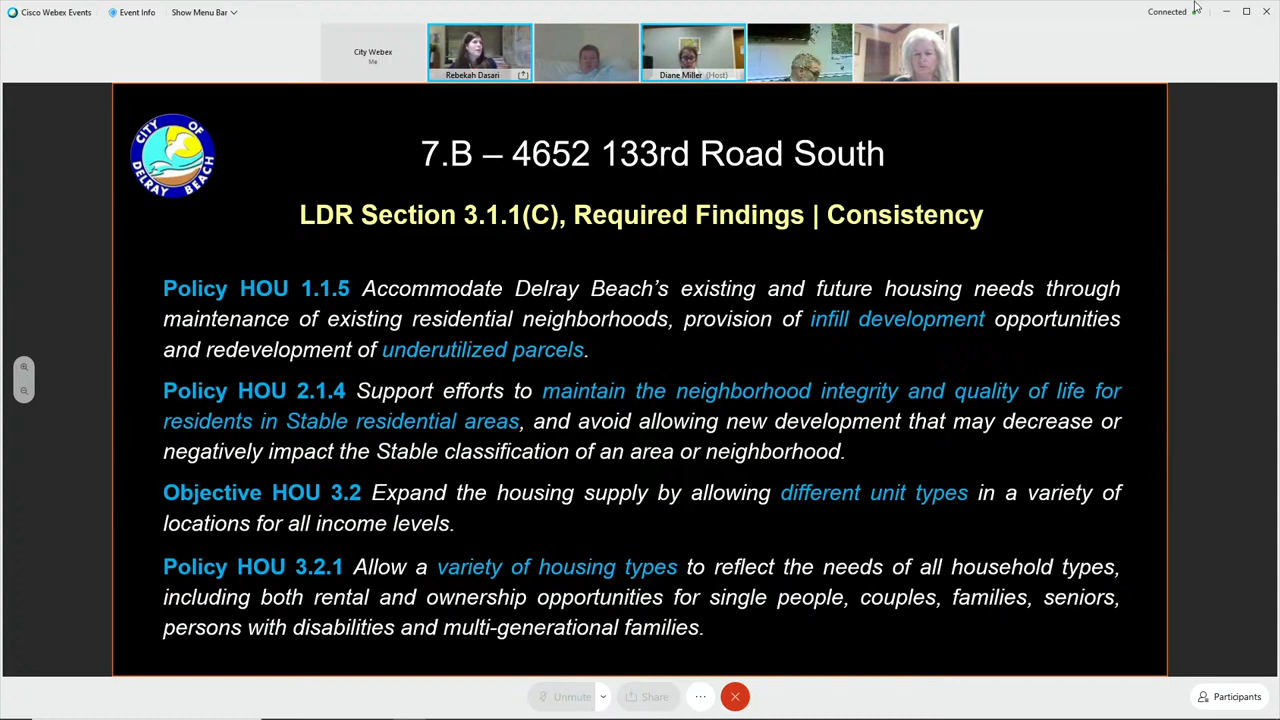 Cisco Webex Events
Event Info
Show Menu Bar
Connected
City Webex
Me
Rebekah Dasari
Diane Miller (Host)
CITY OF
DELRAY BEACH
7.B – 4652 133rd Road South
LDR Section 3.1.1(C), Required Findings | Consistency
Policy HOU 1.1.5 Accommodate Delray Beach's existing and future housing needs through
maintenance of existing residential neighborhoods, provision of infill development opportunities
and redevelopment of underutilized parcels.
Policy HOU 2.1.4 Support efforts to maintain the neighborhood integrity and quality of life for
residents in Stable residential areas, and avoid allowing new development that may decrease or
negatively impact the Stable classification of an area or neighborhood.
Objective HOU 3.2 Expand the housing supply by allowing different unit types in a variety of
locations for all income levels.
Policy HOU 3.2.1 Allow a variety of housing types to reflect the needs of all household types,
including both rental and ownership opportunities for single people, couples, families, seniors,
persons with disabilities and multi-generational families.
Unmute
Share
Participants